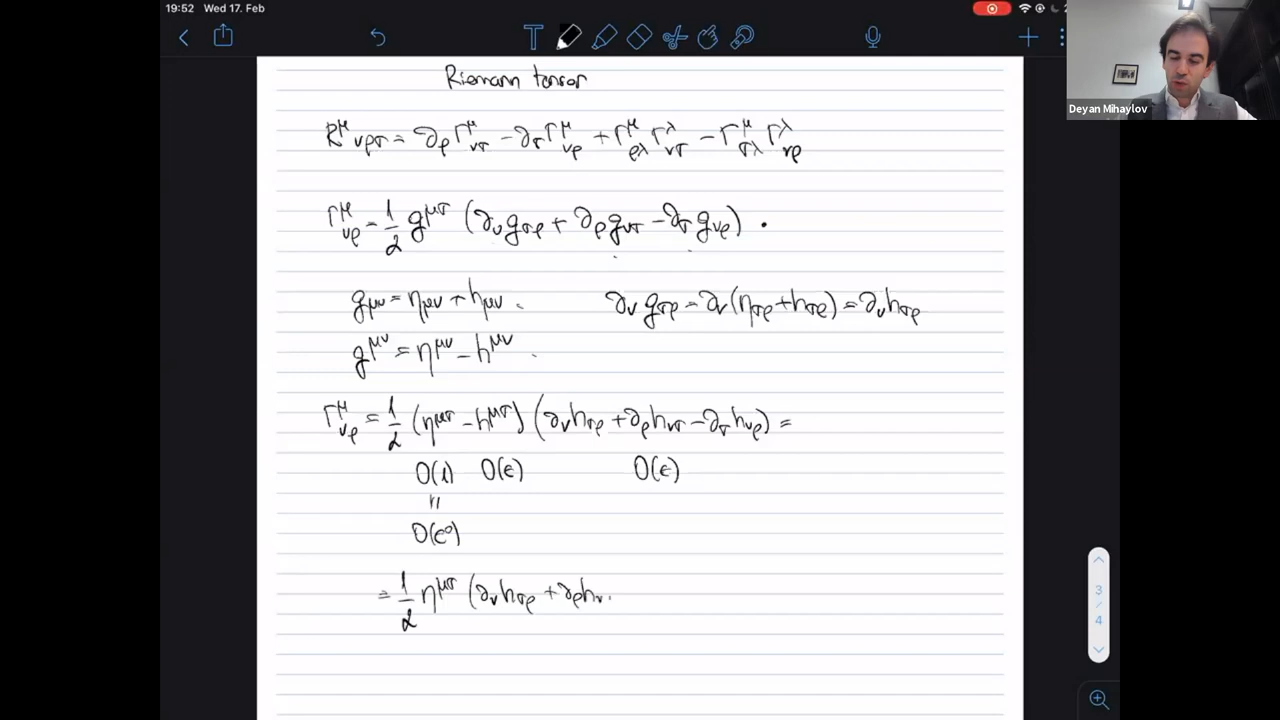 19:52 Wed 17. Feb
Deyan Mihaylov
Riemann tensor
R^μ_νρσ = ∂_ρ Γ^μ_νσ − ∂_σ Γ^μ_νρ + Γ^μ_ρλ Γ^λ_νσ − Γ^μ_σλ Γ^λ_νρ
Γ^μ_νρ = 1/2 g^μσ (∂_ν g_σρ + ∂_ρ g_νσ − ∂_σ g_νρ) .
g_μν = η_μν + h_μν . ∂_ν g_σρ = ∂_ν (η_σρ + h_σρ) = ∂_ν h_σρ
g^μν = η^μν − h^μν .
Γ^μ_νρ = 1/2 (η^μσ − h^μσ) (∂_ν h_σρ + ∂_ρ h_νσ − ∂_σ h_νρ) =
O(1) O(ϵ) O(ϵ)
=
O(ϵ^0)
= 1/2 η^μσ (∂_ν h_σρ + ∂_ρ h_ν
3
/
4